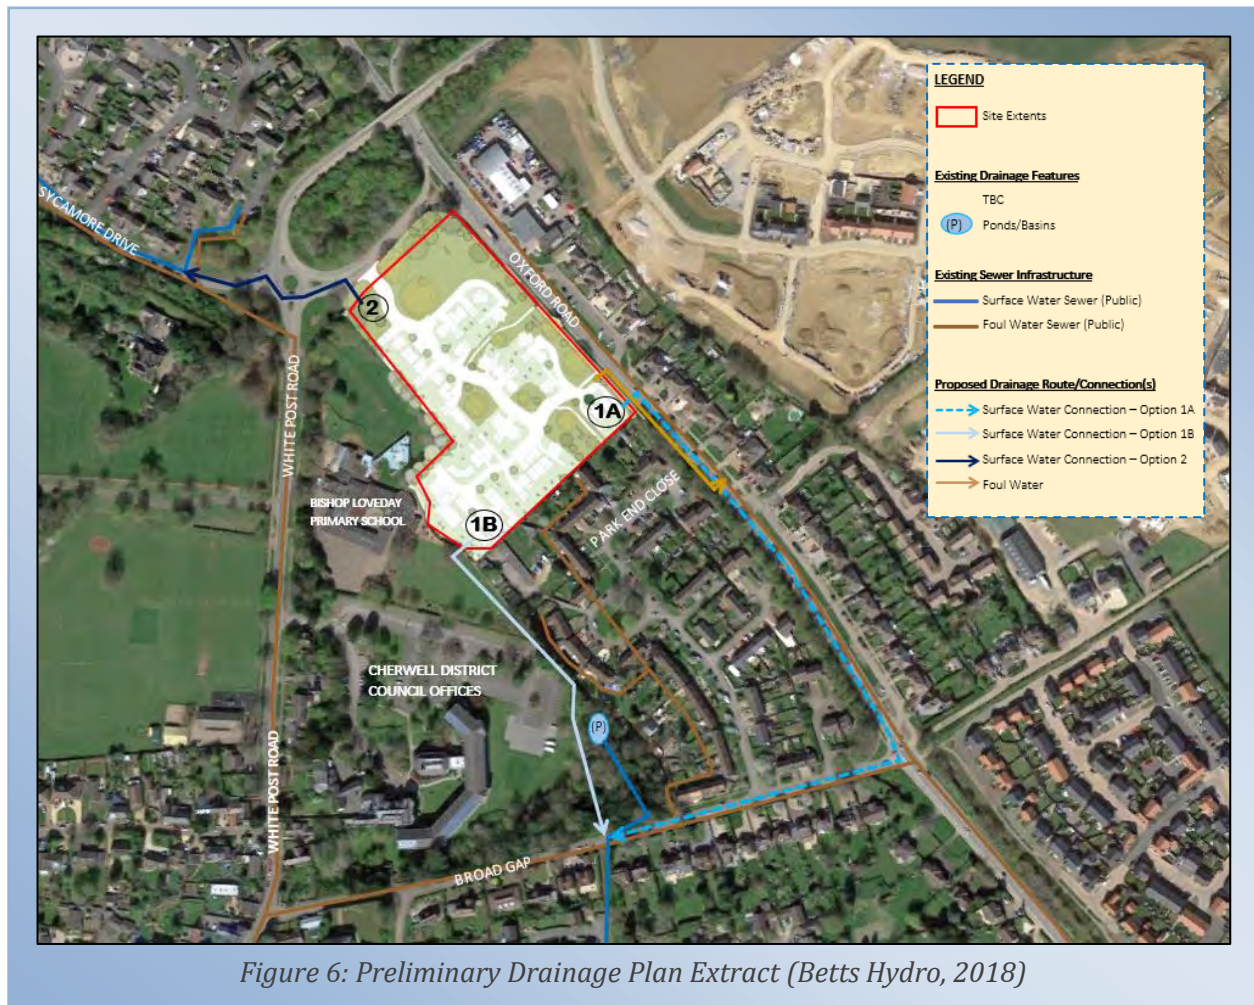 LEGEND
Site Extents
Existing Drainage Features
TBC
(P) Ponds/Basins
Existing Sewer Infrastructure
Surface Water Sewer (Public)
Foul Water Sewer (Public)
Proposed Drainage Route/Connection(s)
Surface Water Connection – Option 1A
Surface Water Connection – Option 1B
Surface Water Connection – Option 2
Foul Water
SYCAMORE DRIVE
OXFORD ROAD
2
1A
WHITE POST ROAD
PARK END CLOSE
BISHOP LOVEDAY
PRIMARY SCHOOL
1B
CHERWELL DISTRICT
COUNCIL OFFICES
(P)
WHITE POST ROAD
BROAD GAP
Figure 6: Preliminary Drainage Plan Extract (Betts Hydro, 2018)